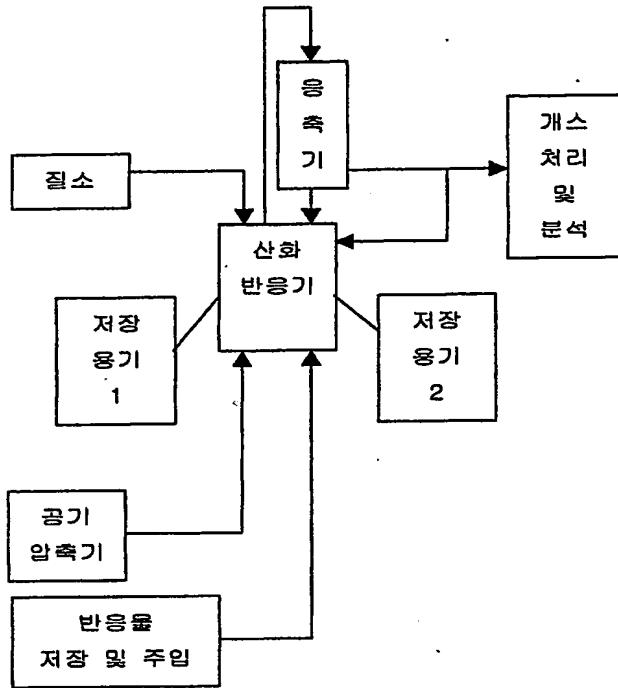 응
축
기
개스
처리
및
분석
질소
산화
반응기
저장
용기
1
저장
용기
2
공기
압축기
반응물
저장 및 주입